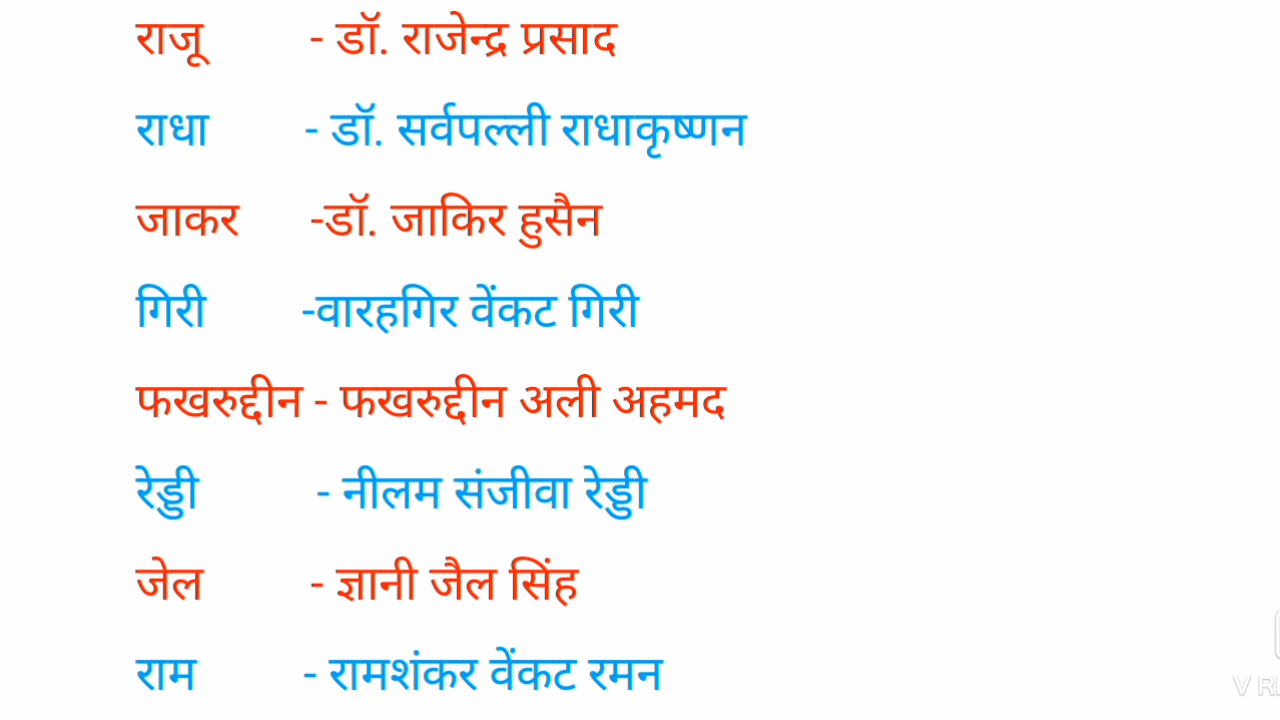 राजू - डॉ. राजेन्द्र प्रसाद
राधा - डॉ. सर्वपल्ली राधाकृष्णन
जाकर -डॉ. जाकिर हुसैन
गिरी -वारहगिर वेंकट गिरी
फखरुद्दीन - फखरुद्दीन अली अहमद
रेड्डी - नीलम संजीवा रेड्डी
जेल - ज्ञानी जैल सिंह
राम - रामशंकर वेंकट रमन